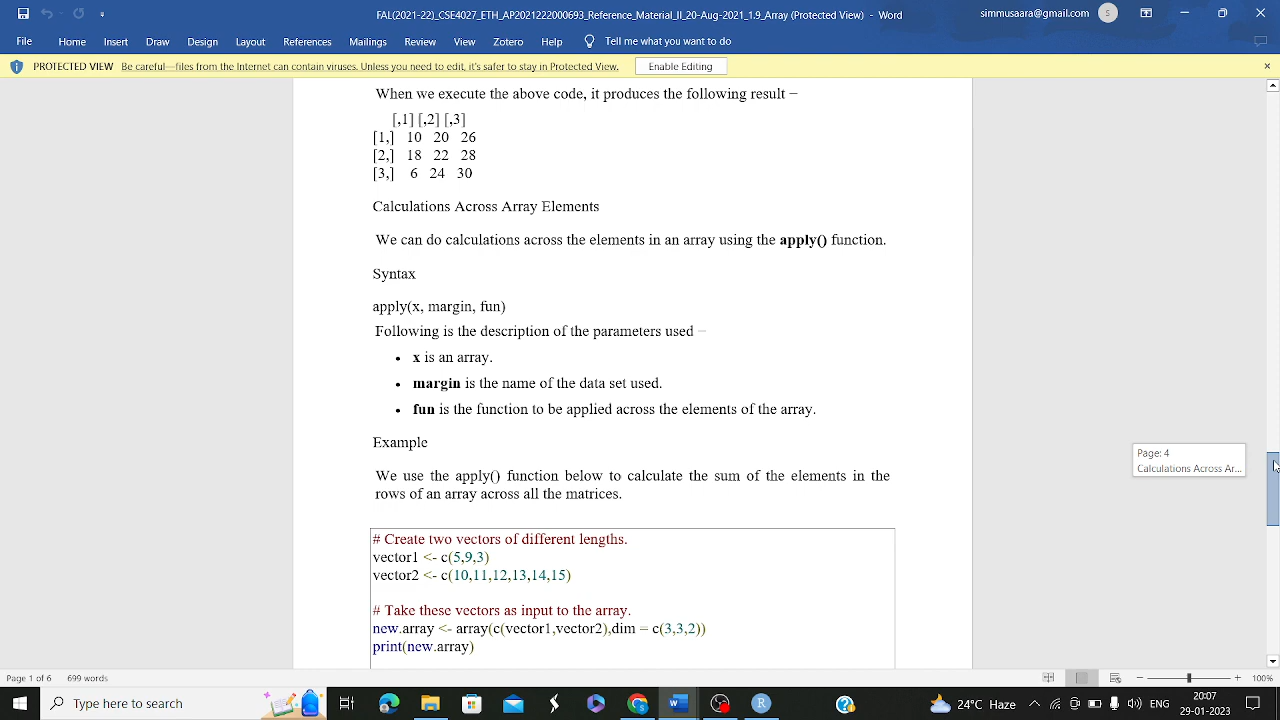 FAL(2021-22_CSE4027_ETH_AP2021222000693_Reference_Material_II_20-Aug-2021_1.9_Array (Protected View) - Word
simmusaara@gmail.com
S
File Home Insert Draw Design Layout References Mailings Review View Zotero Help Tell me what you want to do
PROTECTED VIEW Be careful—files from the Internet can contain viruses. Unless you need to edit, it's safer to stay in Protected View. Enable Editing
When we execute the above code, it produces the following result −
[,1] [,2] [,3]
[1,] 10 20 26
[2,] 18 22 28
[3,] 6 24 30
Calculations Across Array Elements
We can do calculations across the elements in an array using the apply() function.
Syntax
apply(x, margin, fun)
Following is the description of the parameters used −
• x is an array.
• margin is the name of the data set used.
• fun is the function to be applied across the elements of the array.
Example
Page: 4
Calculations Across Ar...
We use the apply() function below to calculate the sum of the elements in the
rows of an array across all the matrices.
# Create two vectors of different lengths.
vector1 <- c(5,9,3)
vector2 <- c(10,11,12,13,14,15)
# Take these vectors as input to the array.
new.array <- array(c(vector1,vector2),dim = c(3,3,2))
print(new.array)
Page 1 of 6 699 words
100%
Type here to search
24°C Haze
ENG
20:07
29-01-2023